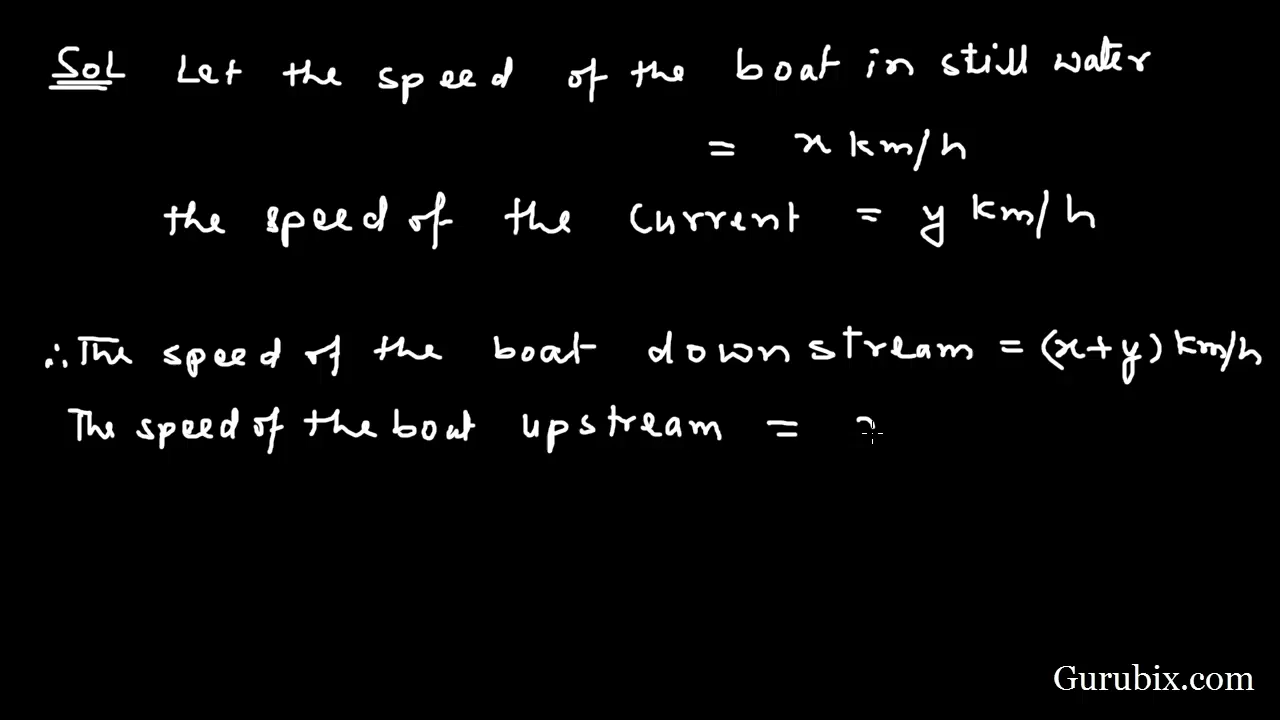 Sol Let the speed of the boat in still water
= x km/h
the speed of the current = y km/h
∴ The speed of the boat downstream = (x+y) km/h
The speed of the boat upstream =
Gurubix.com